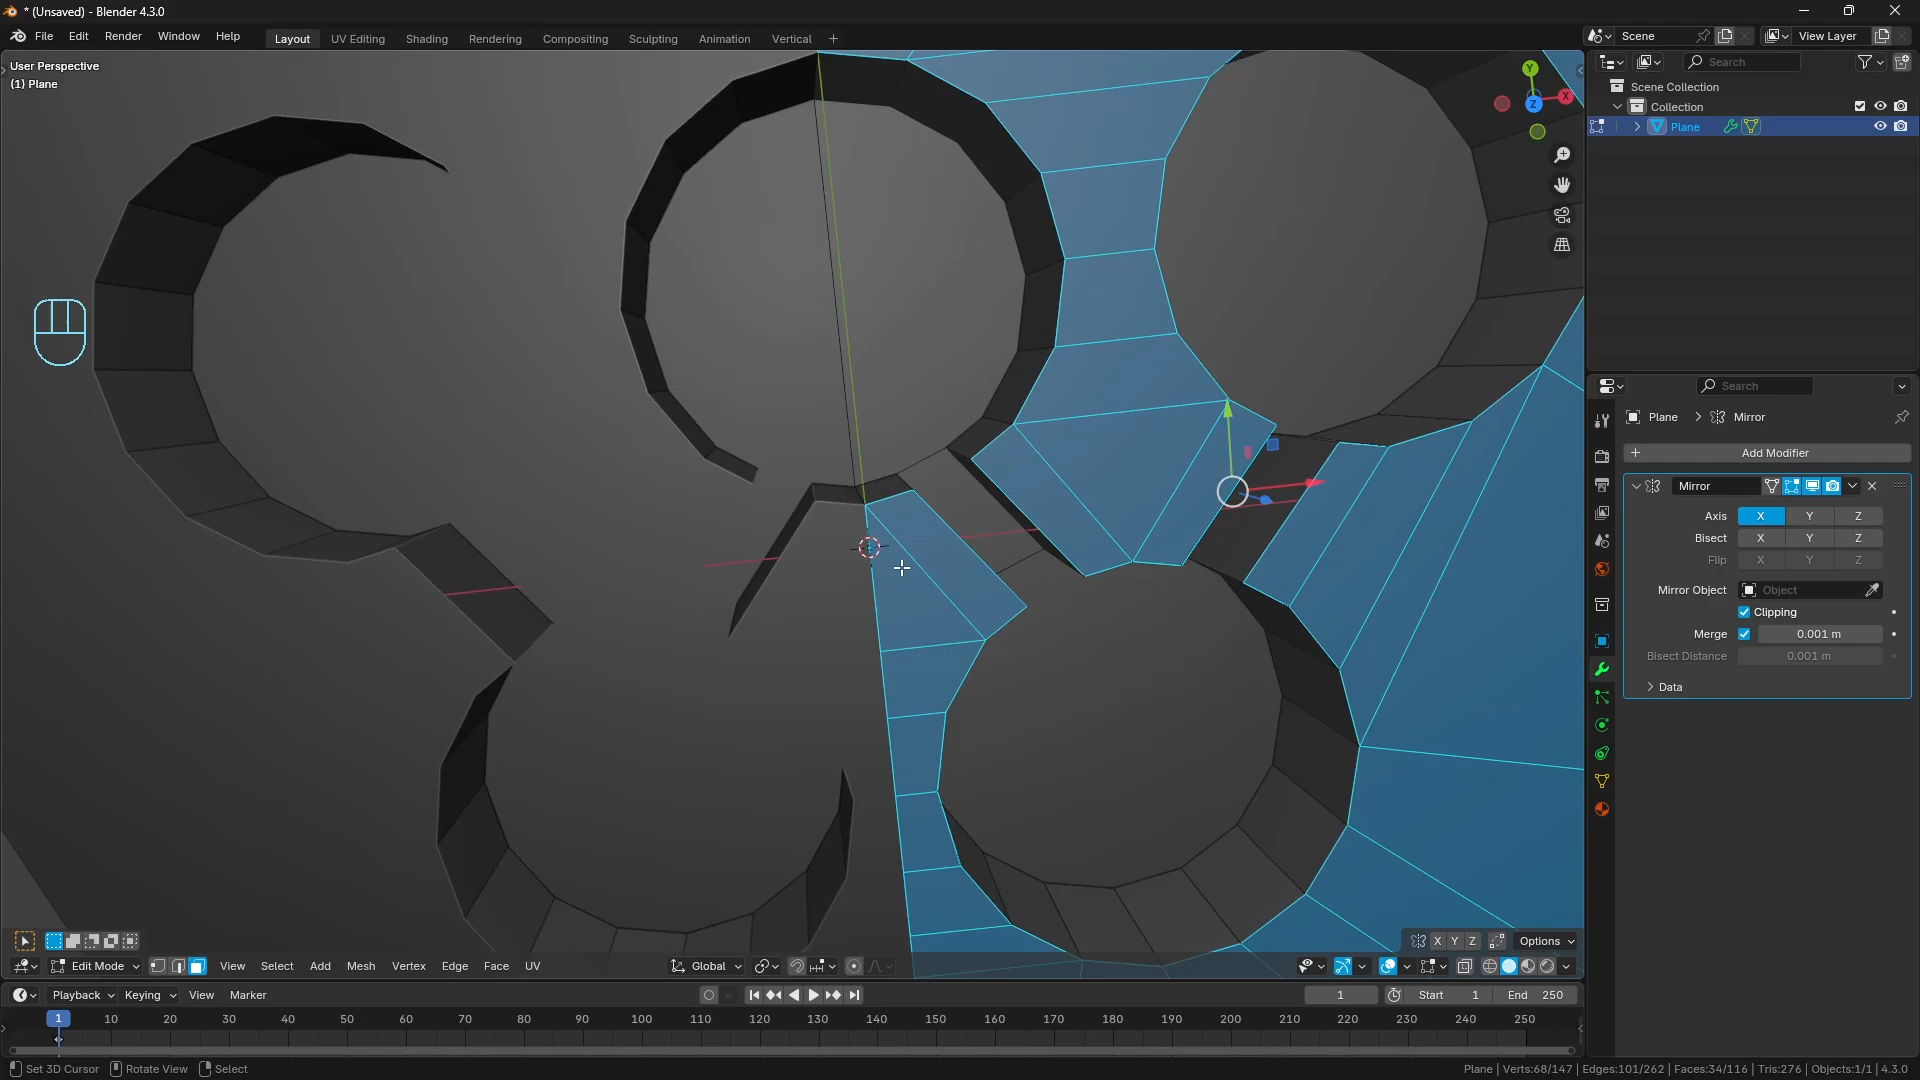 * (Unsaved) - Blender 4.3.0
File Edit Render Window Help Layout UV Editing Shading Rendering Compositing Sculpting Animation Vertical + Scene View Layer
User Perspective
(1) Plane
Y
X
Z
Search
Scene Collection
Collection
Plane
Search
Plane > Mirror
+ Add Modifier
Mirror
Axis X Y Z
Bisect X Y Z
Flip X Y Z
Mirror Object Object
Clipping
Merge 0.001 m
Bisect Distance 0.001 m
Data
X Y Z Options
Edit Mode View Select Add Mesh Vertex Edge Face UV Global
Playback Keying View Marker 1 Start 1 End 250
1 10 20 30 40 50 60 70 80 90 100 110 120 130 140 150 160 170 180 190 200 210 220 230 240 250
Set 3D Cursor Rotate View Select Plane | Verts:68/147 | Edges:101/262 | Faces:34/116 | Tris:276 | Objects:1/1 | 4.3.0